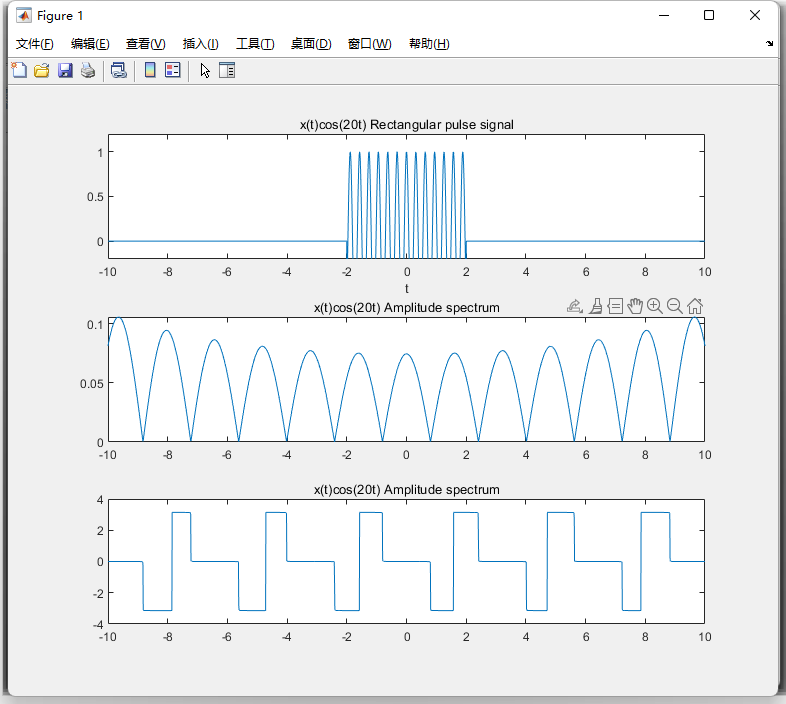 Figure 1
文件(F) 编辑(E) 查看(V) 插入(I) 工具(T) 桌面(D) 窗口(W) 帮助(H)
x(t)cos(20t) Rectangular pulse signal
1
0.5
0
-10 -8 -6 -4 -2 0 2 4 6 8 10
t
x(t)cos(20t) Amplitude spectrum
0.1
0.05
0
-10 -8 -6 -4 -2 0 2 4 6 8 10
x(t)cos(20t) Amplitude spectrum
4
2
0
-2
-4
-10 -8 -6 -4 -2 0 2 4 6 8 10